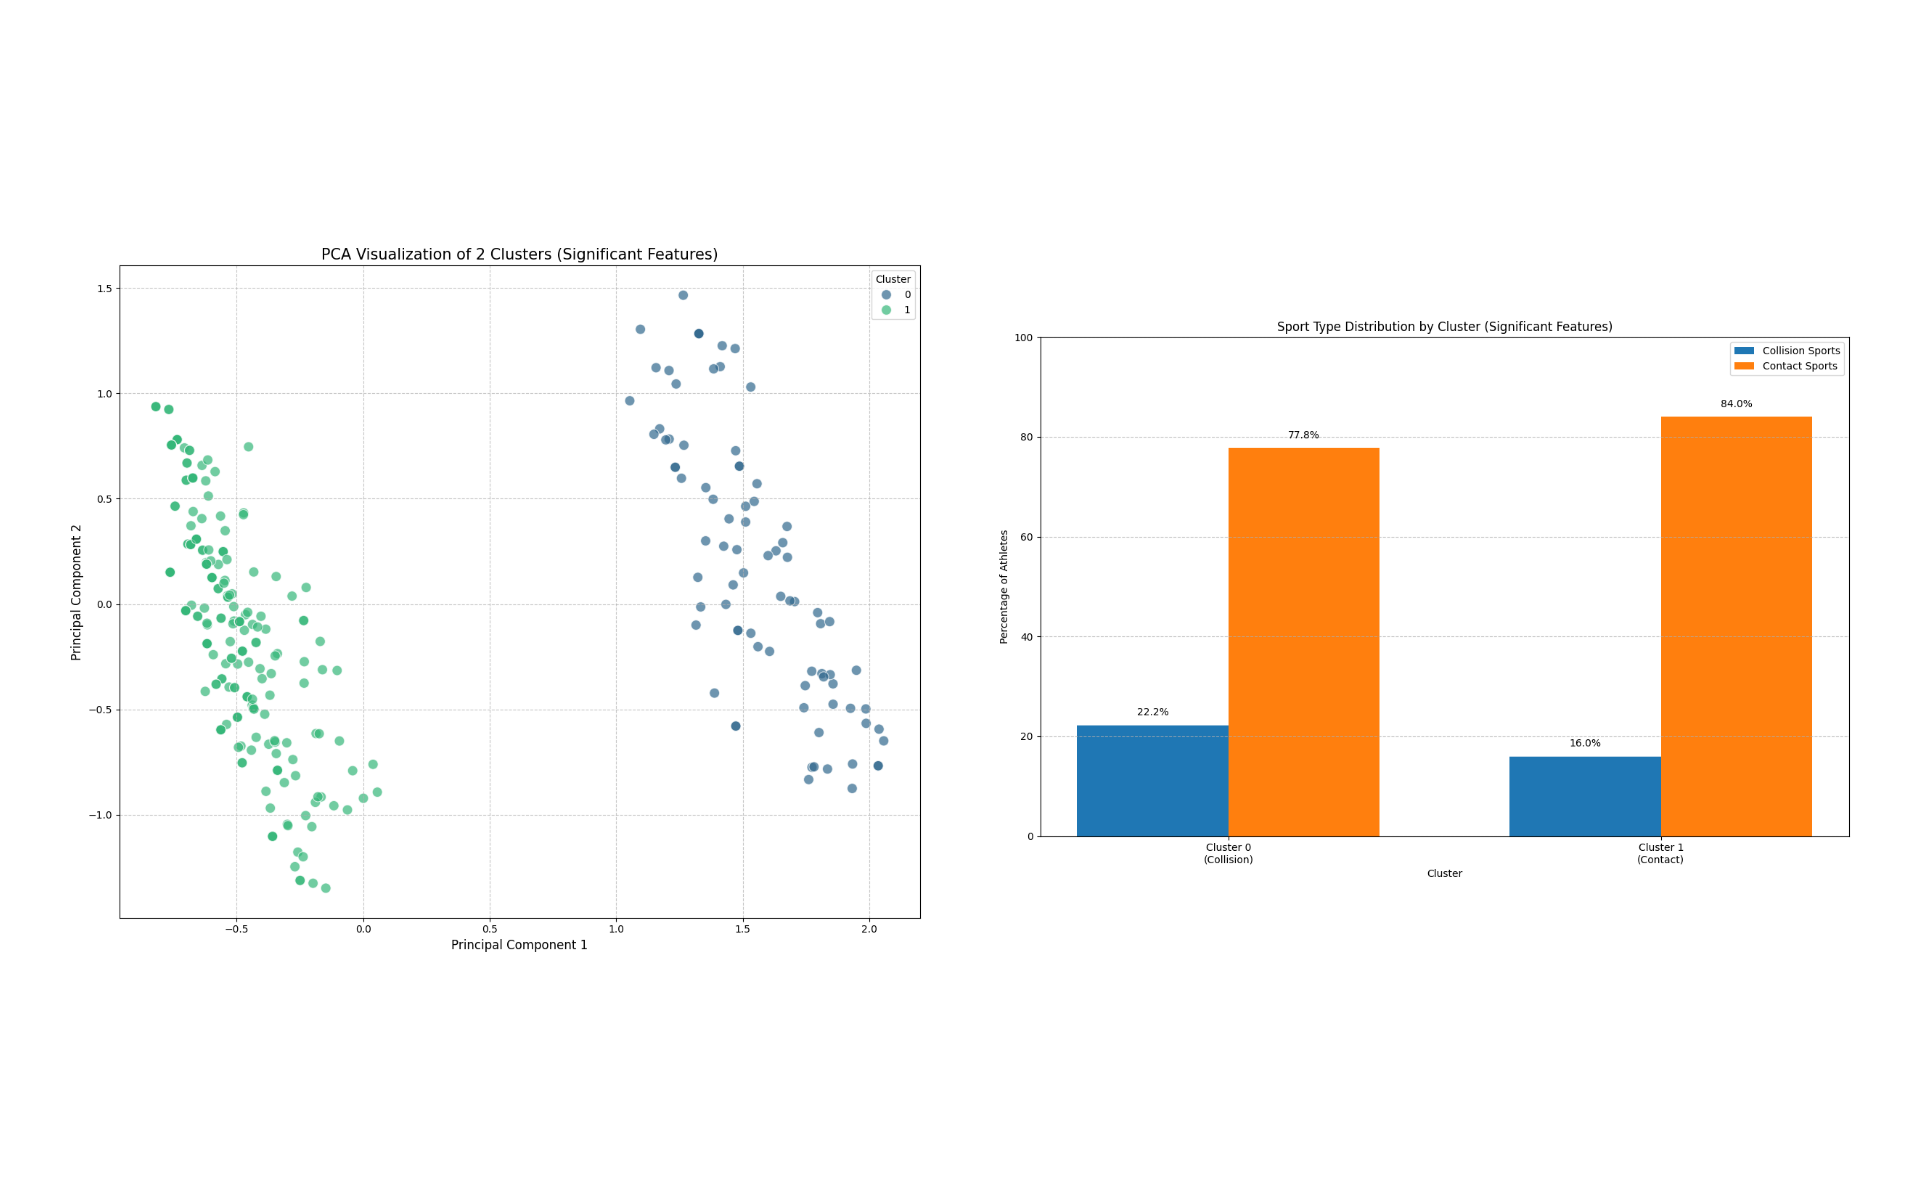 PCA Visualization of 2 Clusters (Significant Features)
Cluster
0
1
1.5
1.0
0.5
0.0
−0.5
−1.0
Principal Component 2
−0.5
0.0
0.5
1.0
1.5
2.0
Principal Component 1
Sport Type Distribution by Cluster (Significant Features)
Collision Sports
Contact Sports
100
80
60
40
20
0
Percentage of Athletes
22.2%
77.8%
16.0%
84.0%
Cluster 0
(Collision)
Cluster 1
(Contact)
Cluster